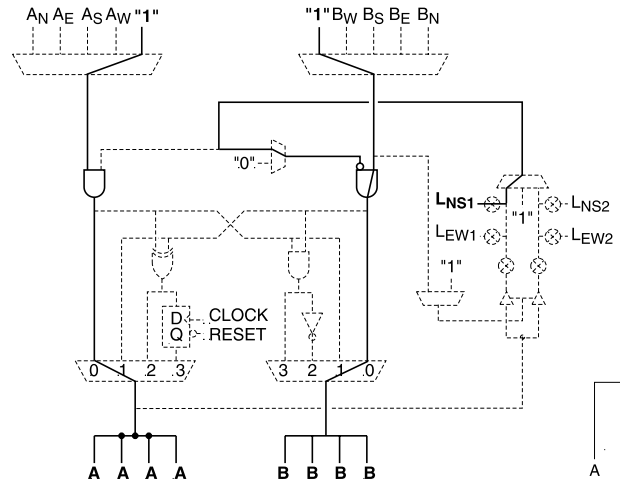 AN AE AS AW "1" "1" BW BS BE BN
"0"
LNS1 "1" LNS2
LEW1 LEW2
"1"
D CLOCK
Q RESET
0 1 2 3 3 2 1 0
A A A A B B B B A